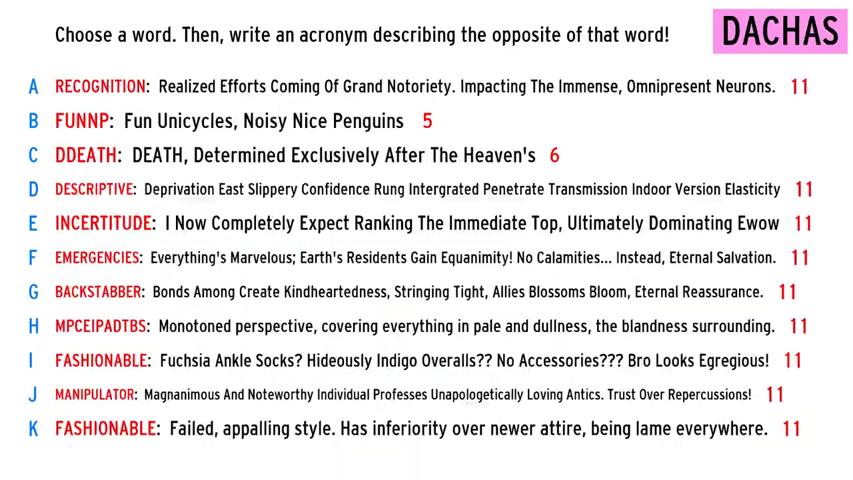 Choose a word. Then, write an acronym describing the opposite of that word!
DACHAS
A RECOGNITION: Realized Efforts Coming Of Grand Notoriety. Impacting The Immense, Omnipresent Neurons. 11
B FUNNP: Fun Unicycles, Noisy Nice Penguins 5
C DDEATH: DEATH, Determined Exclusively After The Heaven's 6
D DESCRIPTIVE: Deprivation East Slippery Confidence Rung Intergrated Penetrate Transmission Indoor Version Elasticity 11
E INCERTITUDE: I Now Completely Expect Ranking The Immediate Top, Ultimately Dominating Ewow 11
F EMERGENCIES: Everything's Marvelous; Earth's Residents Gain Equanimity! No Calamities... Instead, Eternal Salvation. 11
G BACKSTABBER: Bonds Among Create Kindheartedness, Stringing Tight, Allies Blossoms Bloom, Eternal Reassurance. 11
H MPCEIPADTBS: Monotoned perspective, covering everything in pale and dullness, the blandness surrounding. 11
I FASHIONABLE: Fuchsia Ankle Socks? Hideously Indigo Overalls?? No Accessories??? Bro Looks Egregious! 11
J MANIPULATOR: Magnanimous And Noteworthy Individual Professes Unapologetically Loving Antics. Trust Over Repercussions! 11
K FASHIONABLE: Failed, appalling style. Has inferiority over newer attire, being lame everywhere. 11